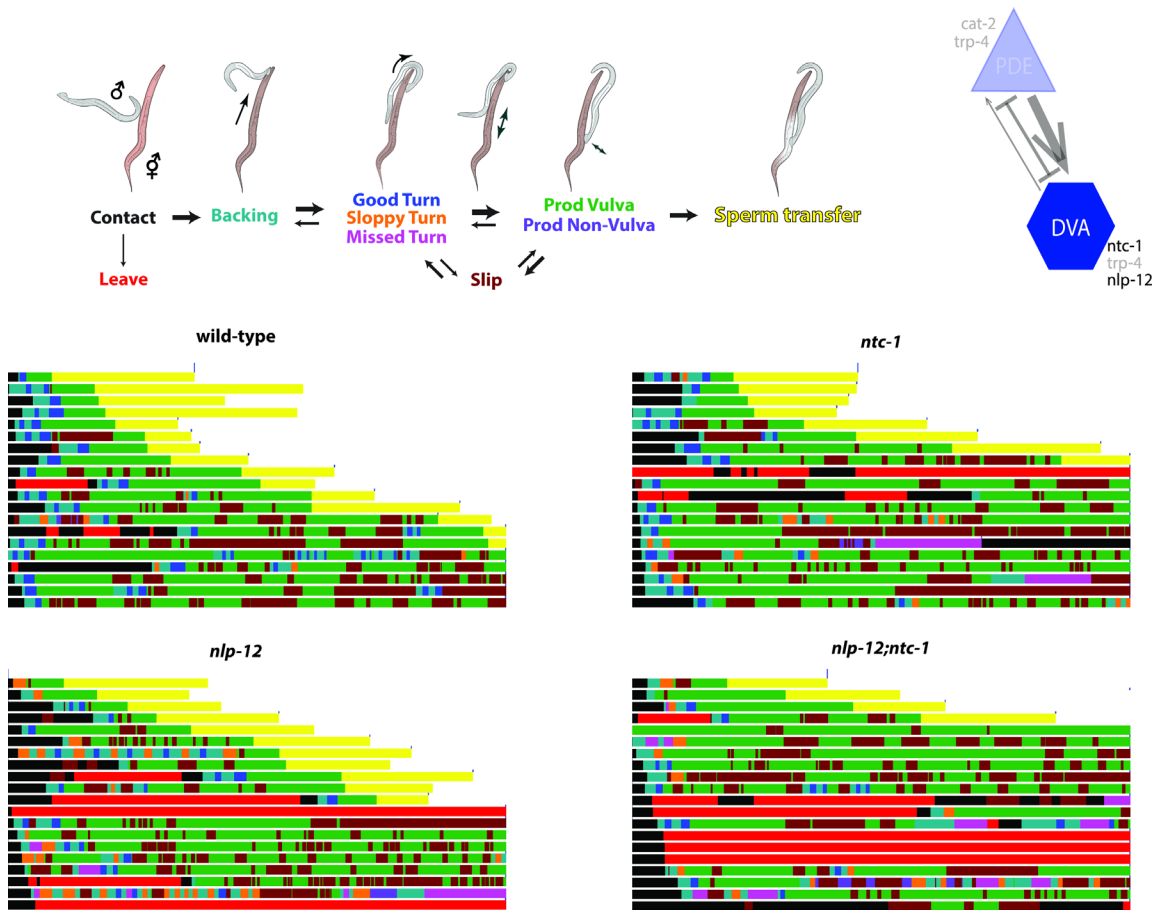 cat-2
trp-4
PDE
♂
⚥
Good Turn
Contact
Backing
Sloppy Turn
Missed Turn
Prod Vulva
Prod Non-Vulva
Sperm transfer
Leave
Slip
DVA
ntc-1
trp-4
nlp-12
wild-type
ntc-1
nlp-12
nlp-12;ntc-1